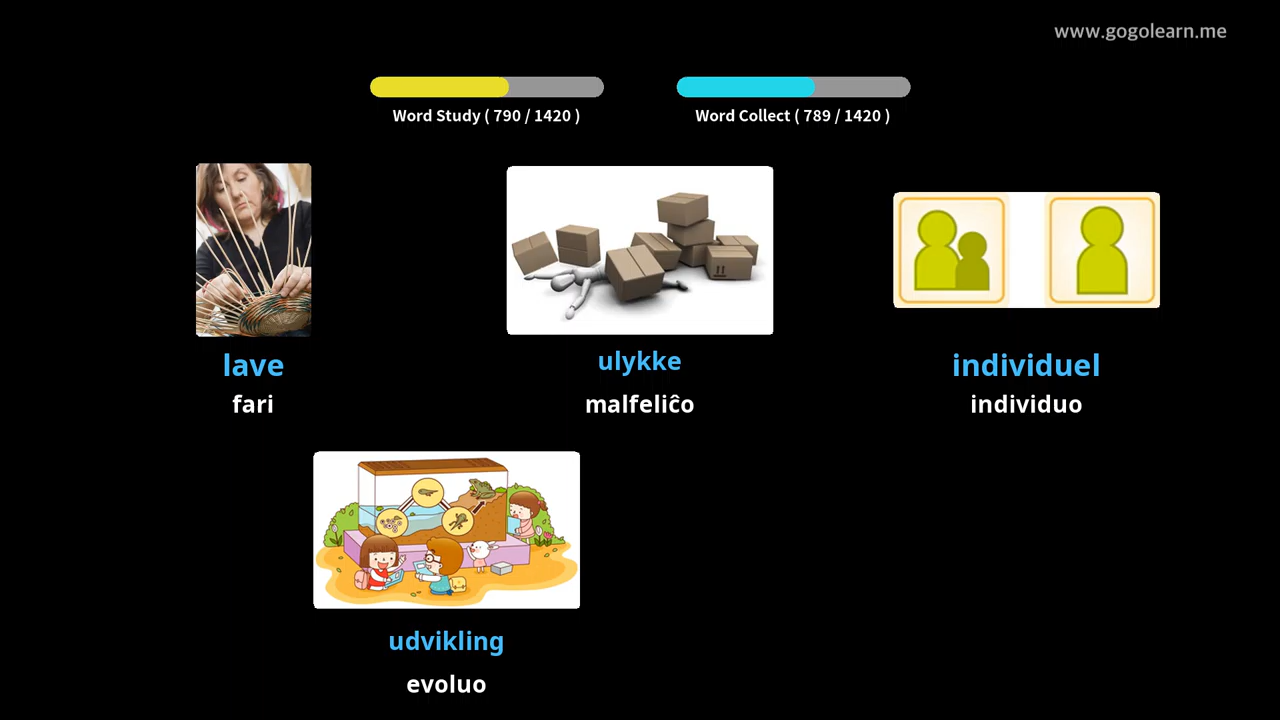 www.gogolearn.me
Word Study ( 790 / 1420 )
Word Collect ( 789 / 1420 )
lave
fari
ulykke
malfeliĉo
individuel
individuo
udvikling
evoluo